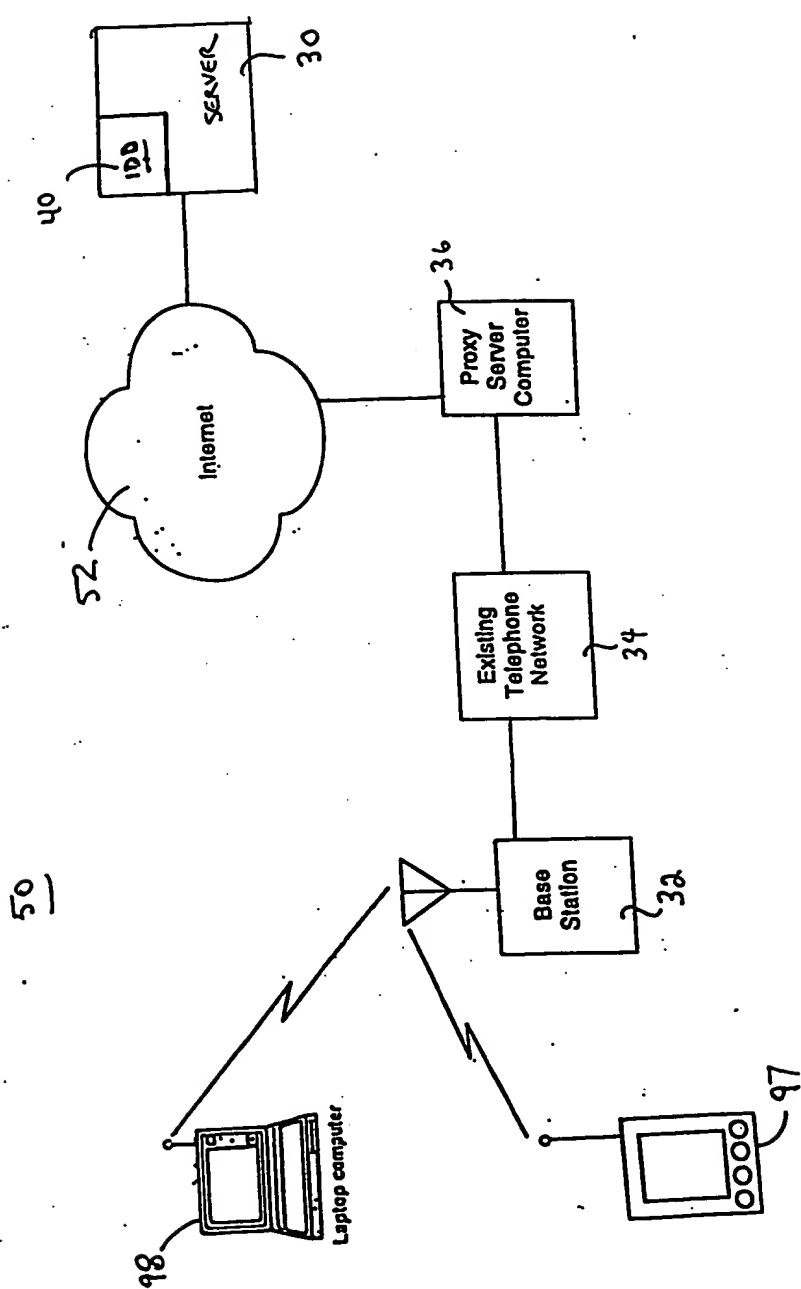 50
98
Laptop computer
97
Base
Station
32
Existing
Telephone
Network
34
Proxy
Server
Computer
36
52
Internet
40
IDD
SERVER
30